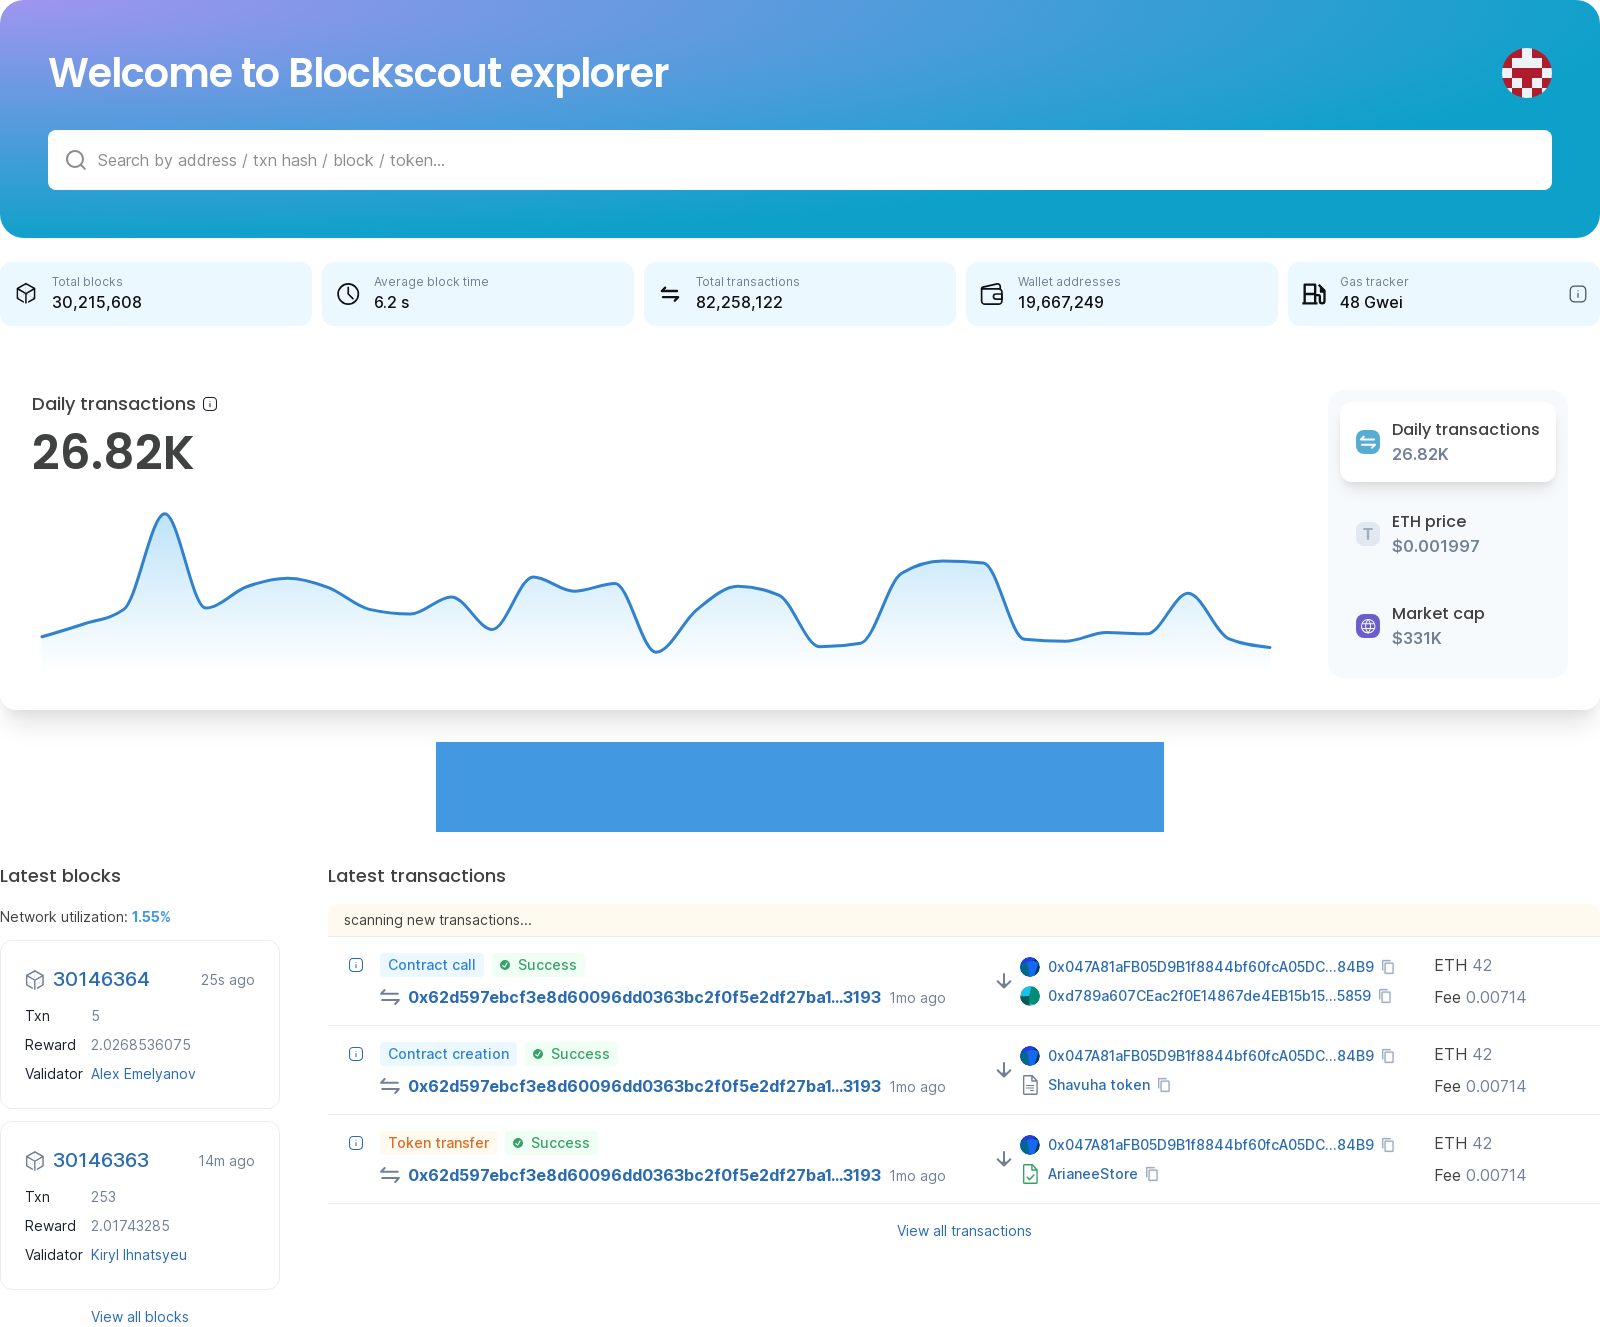 Welcome to Blockscout explorer
Search by address / txn hash / block / token...
Total blocks
30,215,608
Average block time
6.2 s
Total transactions
82,258,122
Wallet addresses
19,667,249
Gas tracker
48 Gwei
Daily transactions
26.82K
Daily transactions
26.82K
T
ETH price
$0.001997
Market cap
$331K
Latest blocks
Network utilization: 1.55%
30146364 25s ago
Txn 5
Reward 2.0268536075
Validator Alex Emelyanov
30146363 14m ago
Txn 253
Reward 2.01743285
Validator Kiryl Ihnatsyeu
View all blocks
Latest transactions
scanning new transactions...
Contract call Success
0x62d597ebcf3e8d60096dd0363bc2f0f5e2df27ba1...3193 1mo ago
0x047A81aFB05D9B1f8844bf60fcA05DC...84B9
0xd789a607CEac2f0E14867de4EB15b15...5859
ETH 42
Fee 0.00714
Contract creation Success
0x62d597ebcf3e8d60096dd0363bc2f0f5e2df27ba1...3193 1mo ago
0x047A81aFB05D9B1f8844bf60fcA05DC...84B9
Shavuha token
ETH 42
Fee 0.00714
Token transfer Success
0x62d597ebcf3e8d60096dd0363bc2f0f5e2df27ba1...3193 1mo ago
0x047A81aFB05D9B1f8844bf60fcA05DC...84B9
ArianeeStore
ETH 42
Fee 0.00714
View all transactions